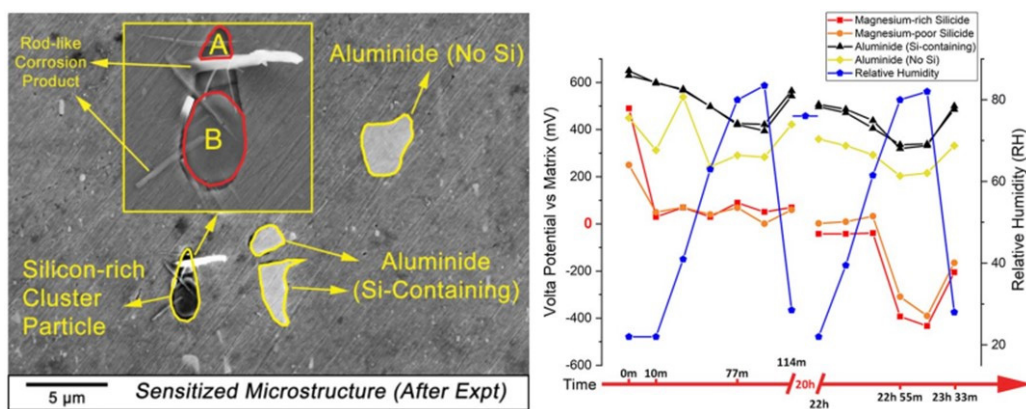 A
B
Rod-like
Corrosion
Product
Aluminide (No Si)
Silicon-rich
Cluster
Particle
Aluminide
(Si-Containing)
5 µm
Sensitized Microstructure (After Expt)
Magnesium-rich Silicide
Magnesium-poor Silicide
Aluminide (Si-containing)
Aluminide (No Si)
Relative Humidity
Volta Potential vs Matrix (mV)
600
400
200
0
-200
-400
-600
Relative Humidity (RH)
80
60
40
20
Time
0m
10m
77m
114m
20h
22h
22h 55m
23h 33m